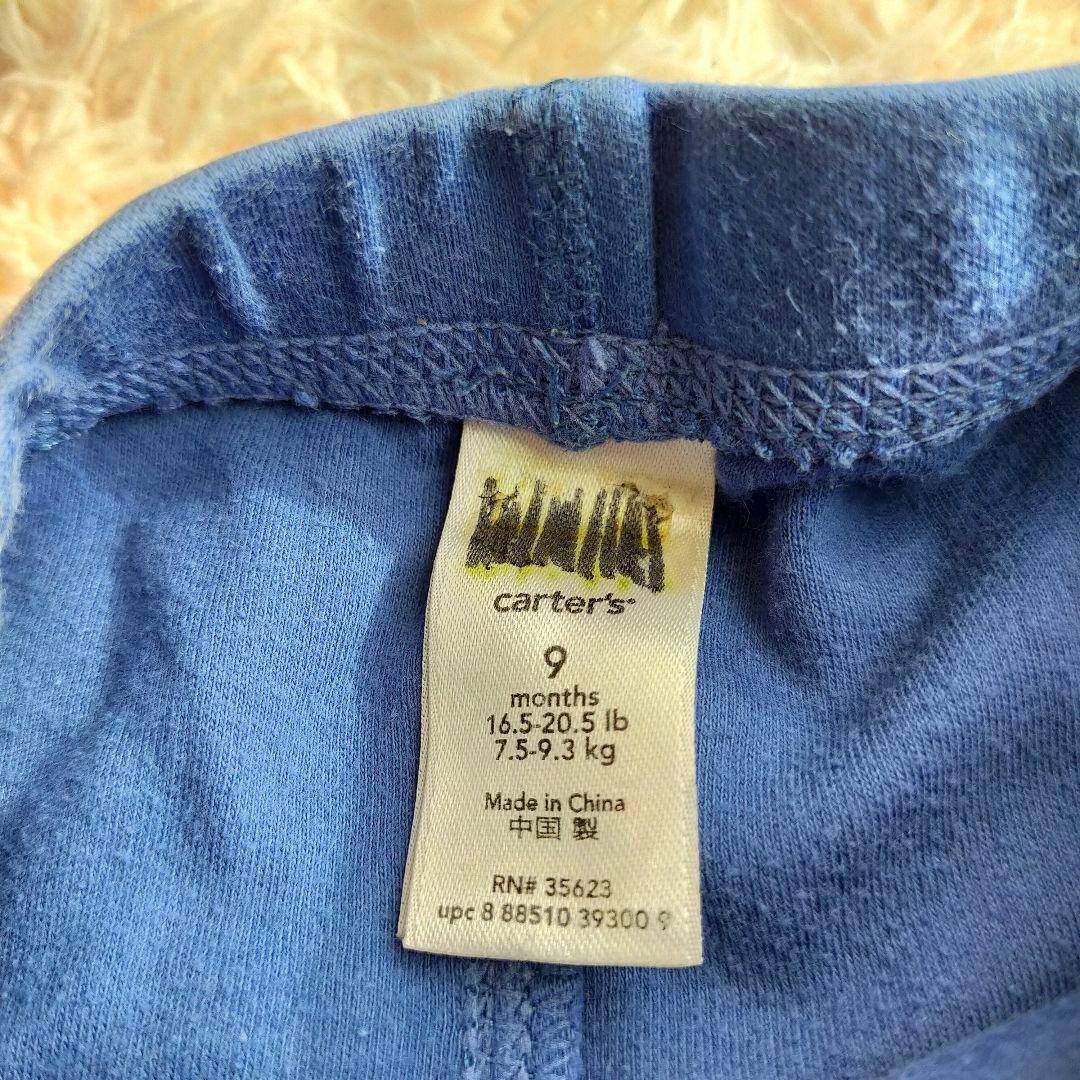 carter's
9
months
16.5-20.5 lb
7.5-9.3 kg
Made in China
中国 製
RN# 35623
upc 8 88510 39300 9